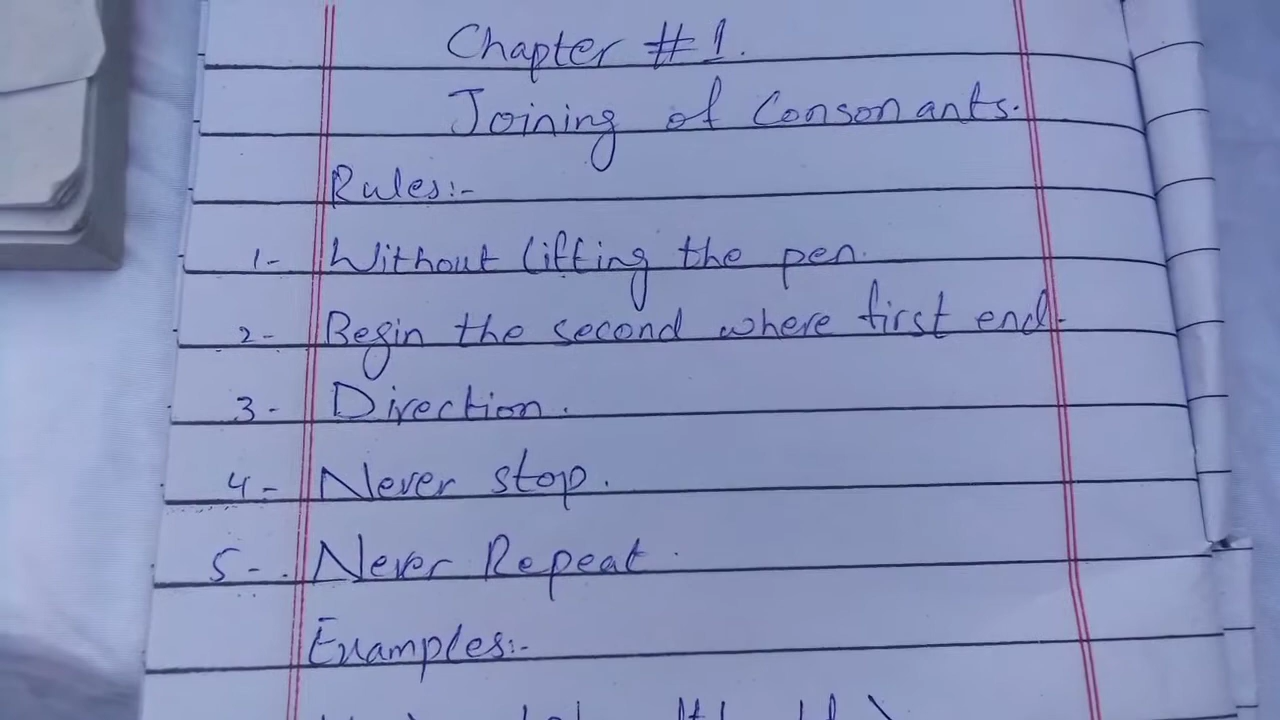 Chapter #1.
Joining of Consonants.
Rules:-
1- Without lifting the pen.
2- Begin the second where first end.
3- Direction.
4- Never stop.
5- Never Repeat.
Examples:-